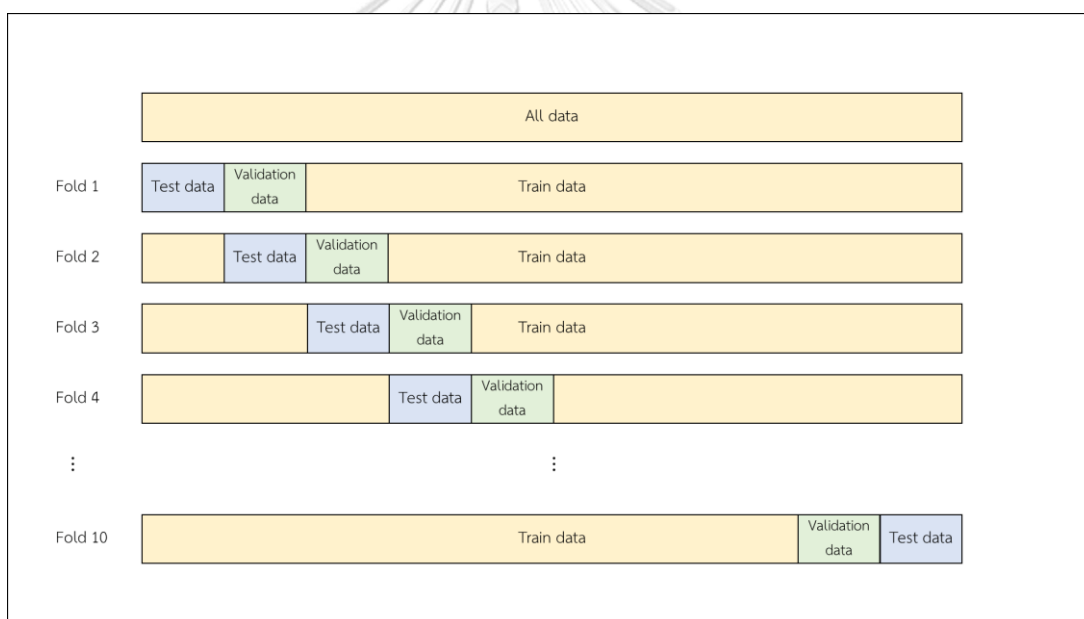 All data
Fold 1
Test data
Validation
data
Train data
Fold 2
Test data
Validation
data
Train data
Fold 3
Test data
Validation
data
Train data
Fold 4
Test data
Validation
data
⋮
⋮
Fold 10
Train data
Validation
data
Test data